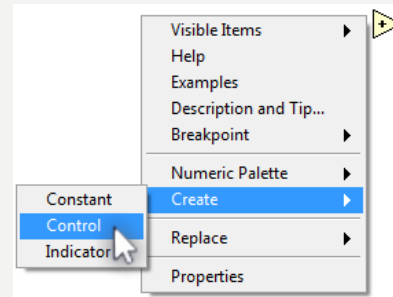 Visible Items
Help
Examples
Description and Tip...
Breakpoint
Numeric Palette
Create
Replace
Properties
Constant
Control
Indicator